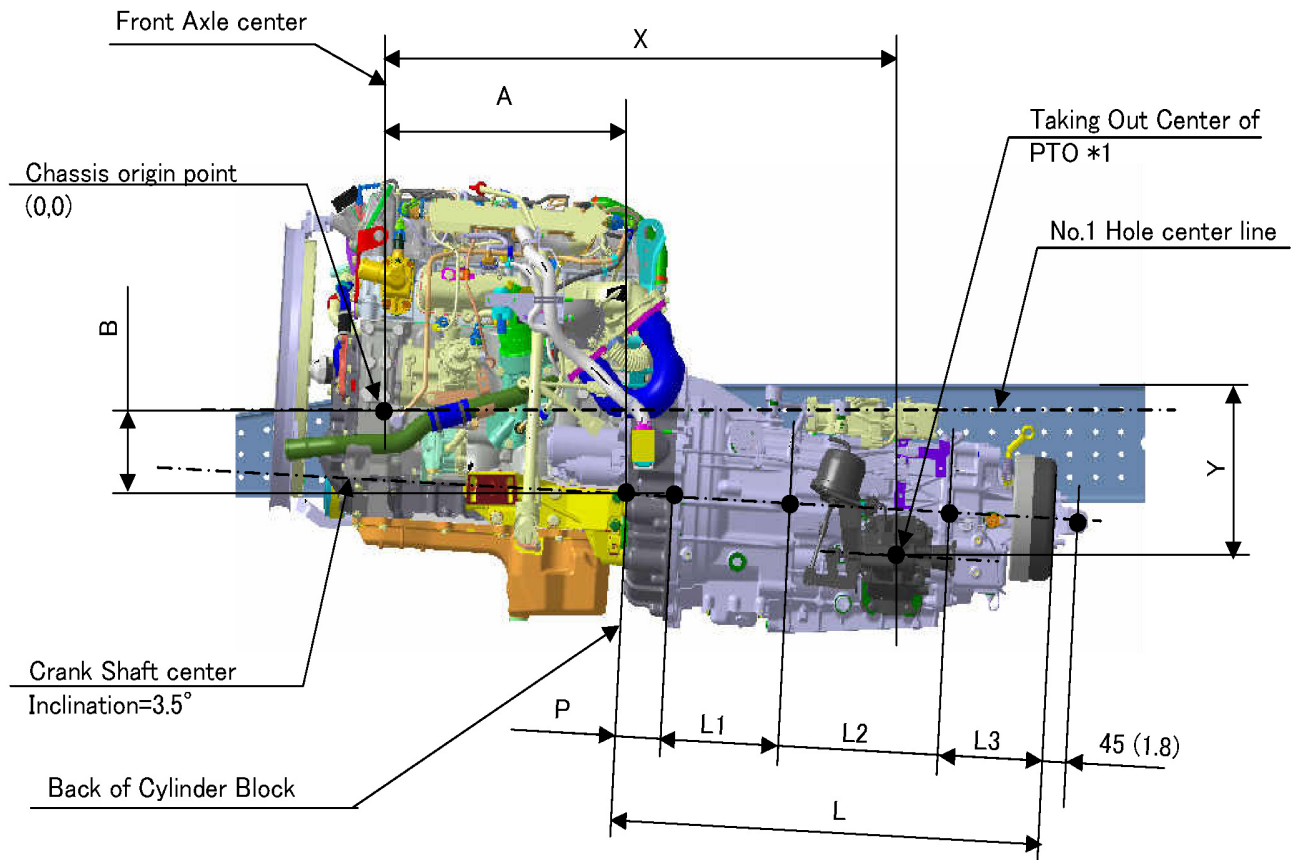 Front Axle center
X
A
Taking Out Center of
PTO *1
Chassis origin point
(0,0)
No.1 Hole center line
B
Y
Crank Shaft center
Inclination=3.5°
P
L1
L2
L3
45 (1.8)
Back of Cylinder Block
L